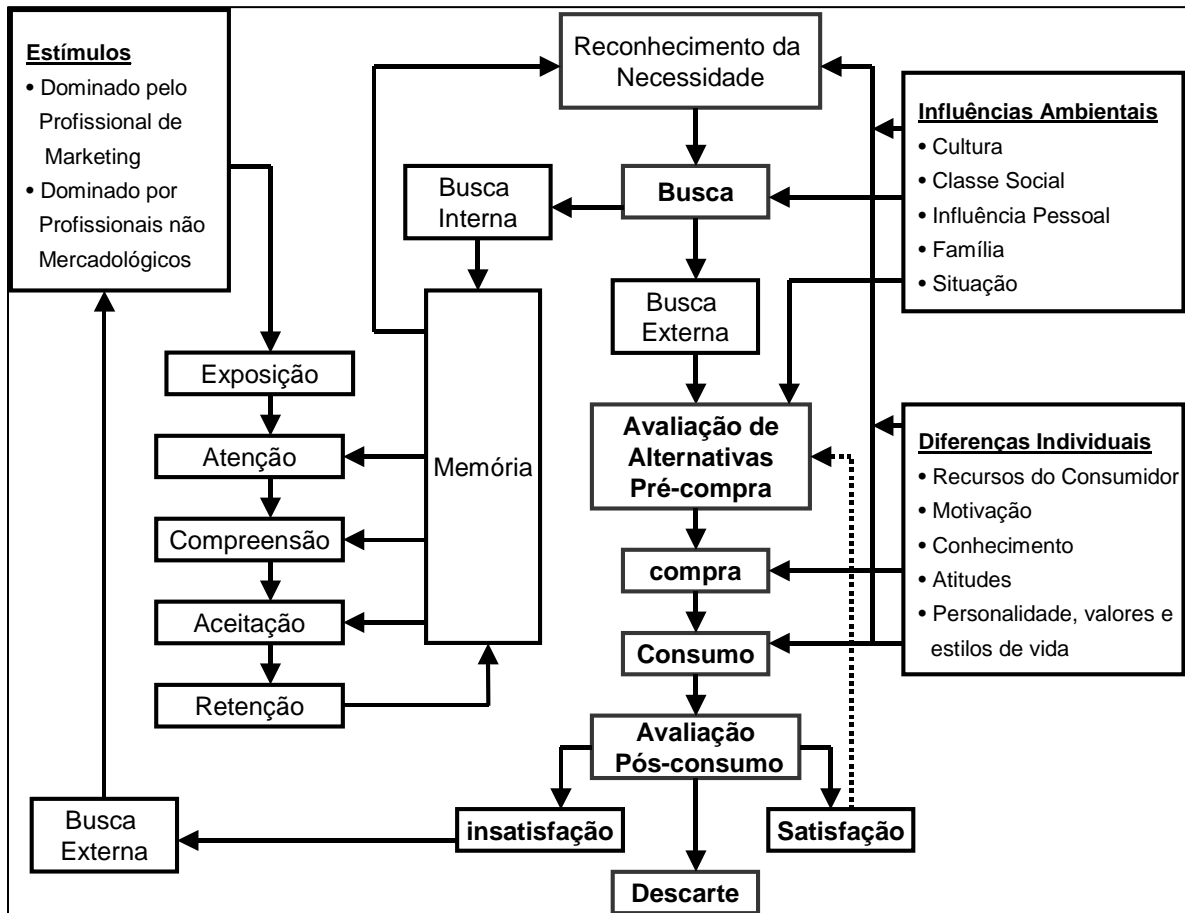 Estímulos
• Dominado pelo
Profissional de
Marketing
• Dominado por
Profissionais não
Mercadológicos
Reconhecimento da
Necessidade
Influências Ambientais
• Cultura
• Classe Social
• Influência Pessoal
• Família
• Situação
Busca
Interna
Busca
Busca
Externa
Exposição
Atenção
Compreensão
Aceitação
Retenção
Memória
Avaliação de
Alternativas
Pré-compra
Diferenças Individuais
• Recursos do Consumidor
• Motivação
• Conhecimento
• Atitudes
• Personalidade, valores e
estilos de vida
compra
Consumo
Avaliação
Pós-consumo
Busca
Externa
insatisfação
Satisfação
Descarte